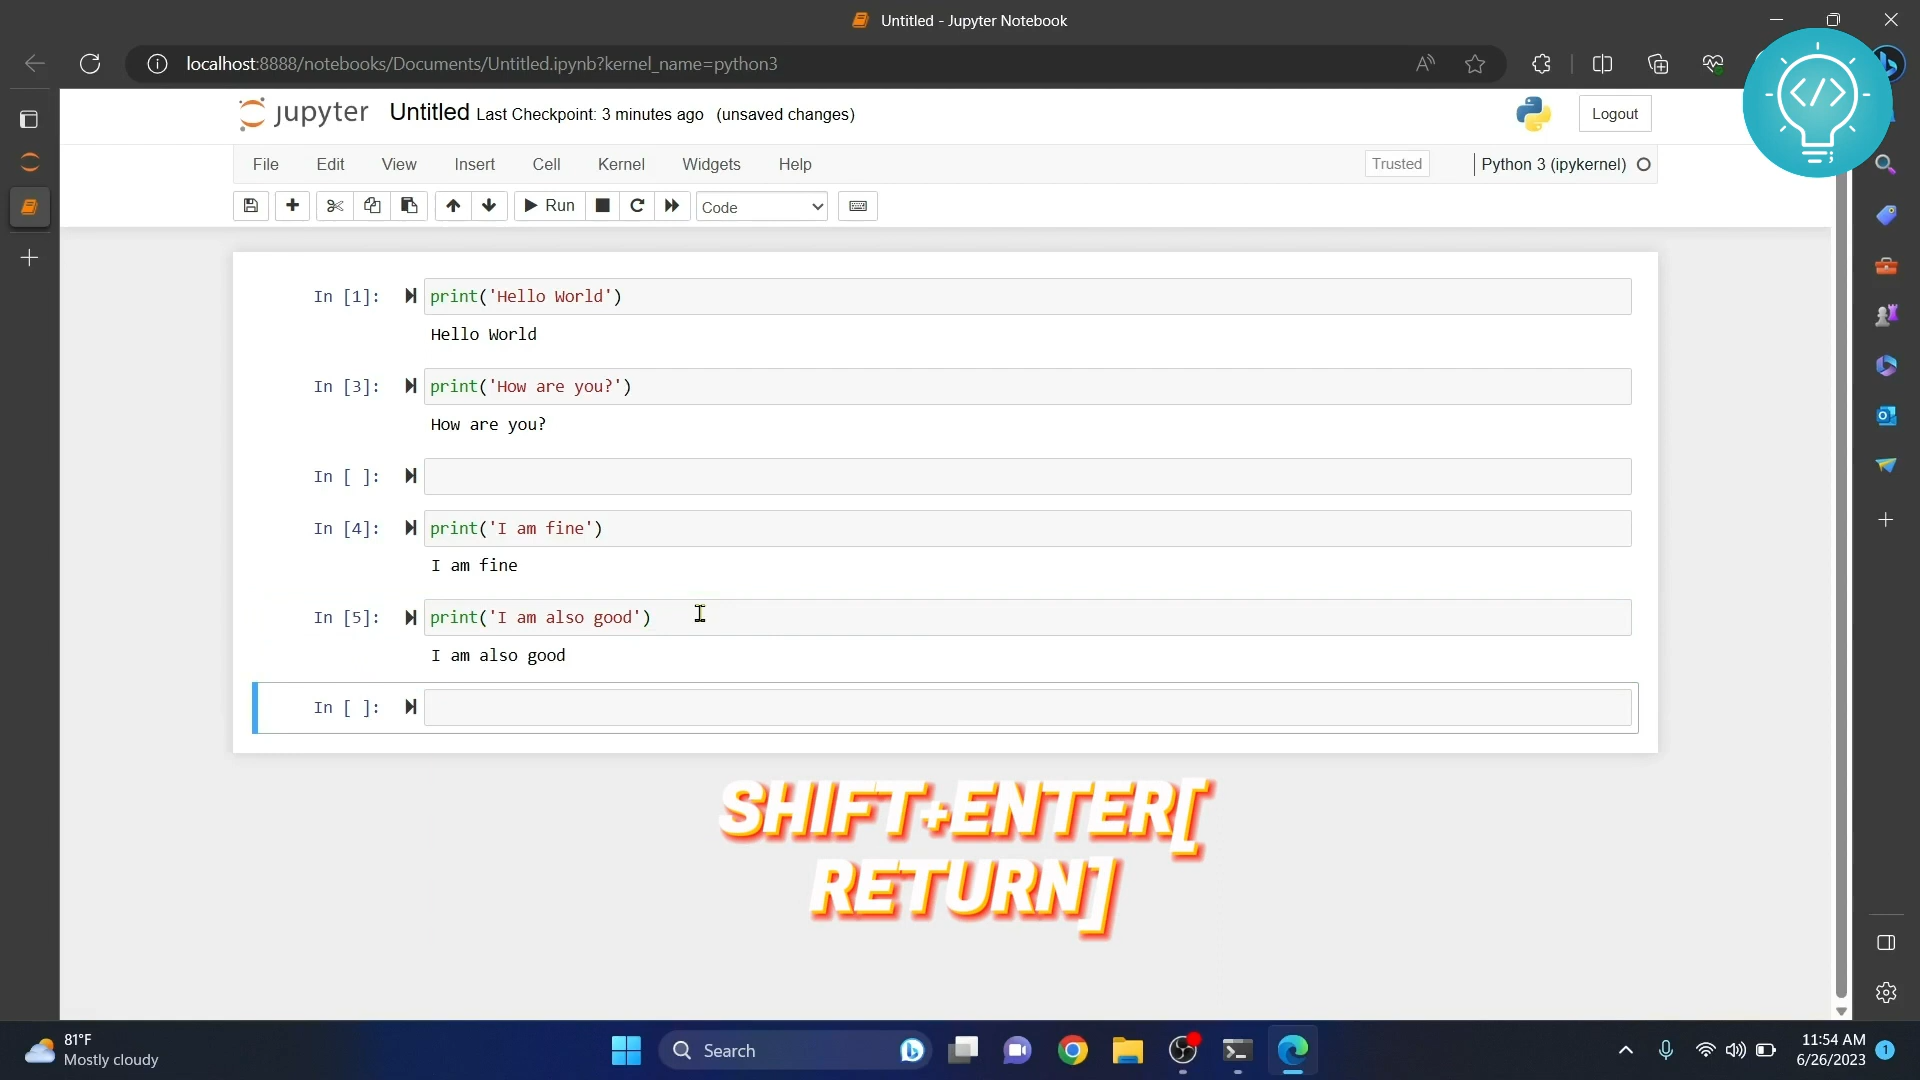 Untitled - Jupyter Notebook
localhost:8888/notebooks/Documents/Untitled.ipynb?kernel_name=python3
jupyter Untitled Last Checkpoint: 3 minutes ago (unsaved changes)
Logout
File Edit View Insert Cell Kernel Widgets Help
Trusted
Python 3 (ipykernel)
Run
Code
In [1]: print('Hello World')
Hello World
In [3]: print('How are you?')
How are you?
In [ ]:
In [4]: print('I am fine')
I am fine
In [5]: print('I am also good')
I am also good
In [ ]:
SHIFT+ENTER[
RETURN]
81°F
Mostly cloudy
Search
11:54 AM
6/26/2023
1